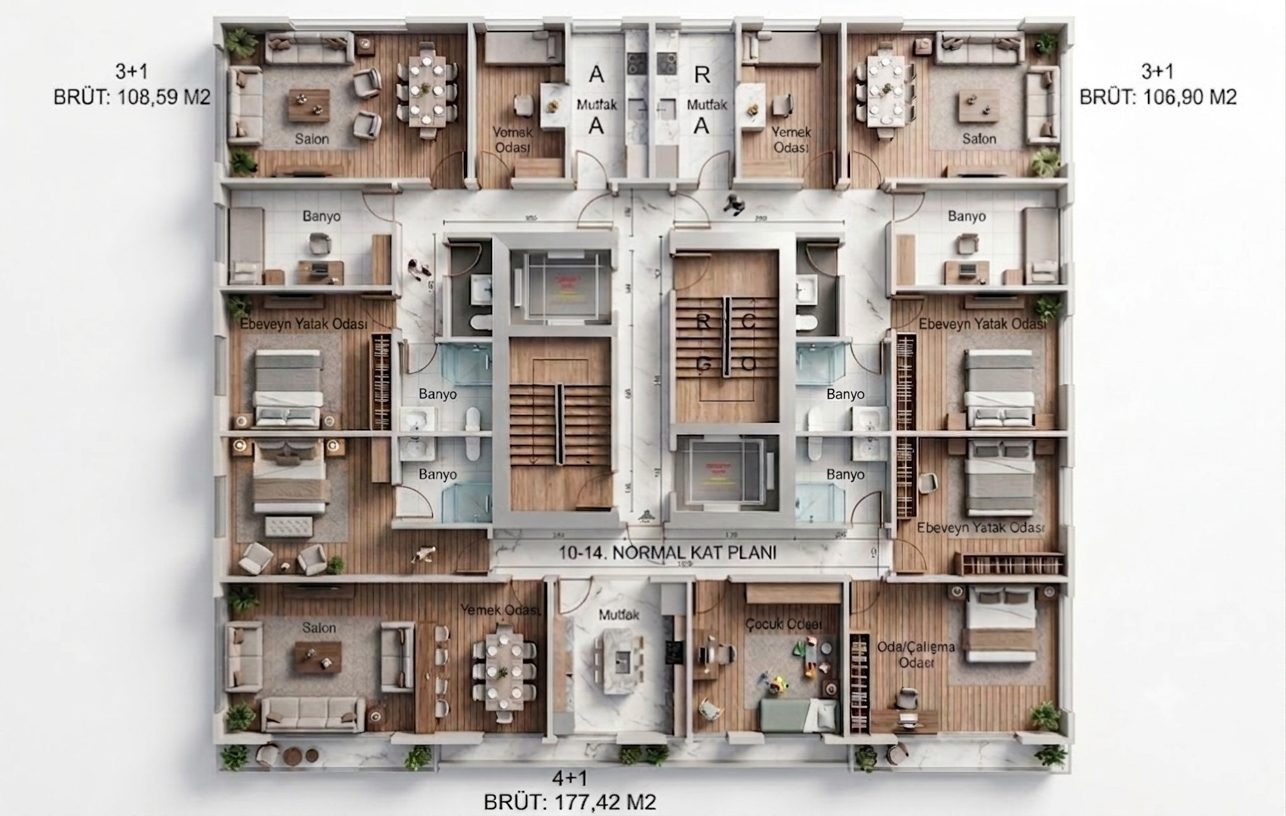 3+1
BRÜT: 108,59 M2
3+1
BRÜT: 106,90 M2
A
Mutfak
A
R
Mutfak
A
Salon
Yomek
Odası
Yemek
Odası
Salon
Banyo
Banyo
Ebeveyn Yatak Odası
R C
G O
Ebeveyn Yatak Odası
Banyo
Banyo
Banyo
Banyo
Ebeveyn Yatak Odası
10-14. NORMAL KAT PLANI
Salon
Yemek Odası
Mutfak
Çocuk Odası
Oda/Çalışma
Odası
4+1
BRÜT: 177,42 M2